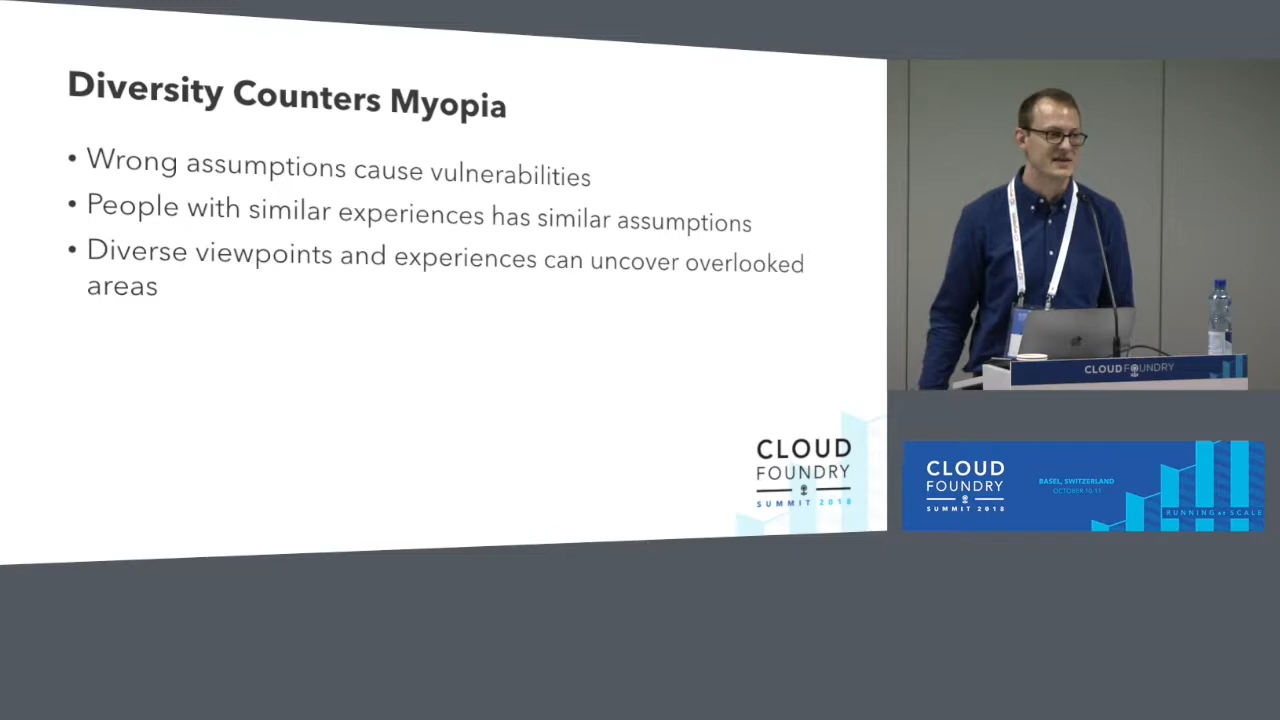 Diversity Counters Myopia
• Wrong assumptions cause vulnerabilities
• People with similar experiences has similar assumptions
• Diverse viewpoints and experiences can uncover overlooked
areas
CLOUD
FOUNDRY
SUMMIT 2018
CLOUD FOUNDRY
CLOUD
FOUNDRY
SUMMIT 2018
BASEL, SWITZERLAND
OCTOBER 10-11
RUNNING at SCALE